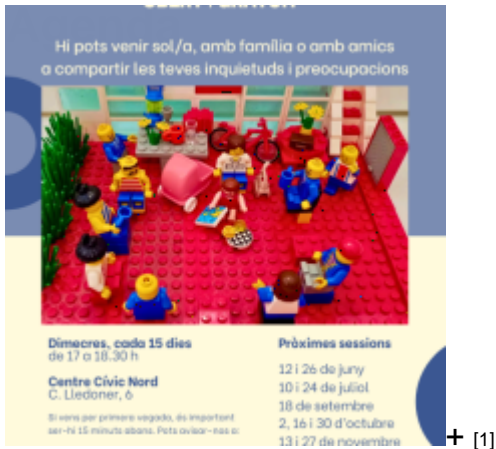 Hi pots venir sol/a, amb família o amb amics
a compartir les teves inquietuds i preocupacions
Dimecres, cada 15 dies
de 17 a 18.30 h
Centre Cívic Nord
C. Lledoner, 6
Si vens per primera vegada, és important
ser-hi 15 minuts abans. Pots avisar-nos a:
Pròximes sessions
12 i 26 de juny
10 i 24 de juliol
18 de setembre
2, 16 i 30 d'octubre
13 i 27 de novembre
+ [1]